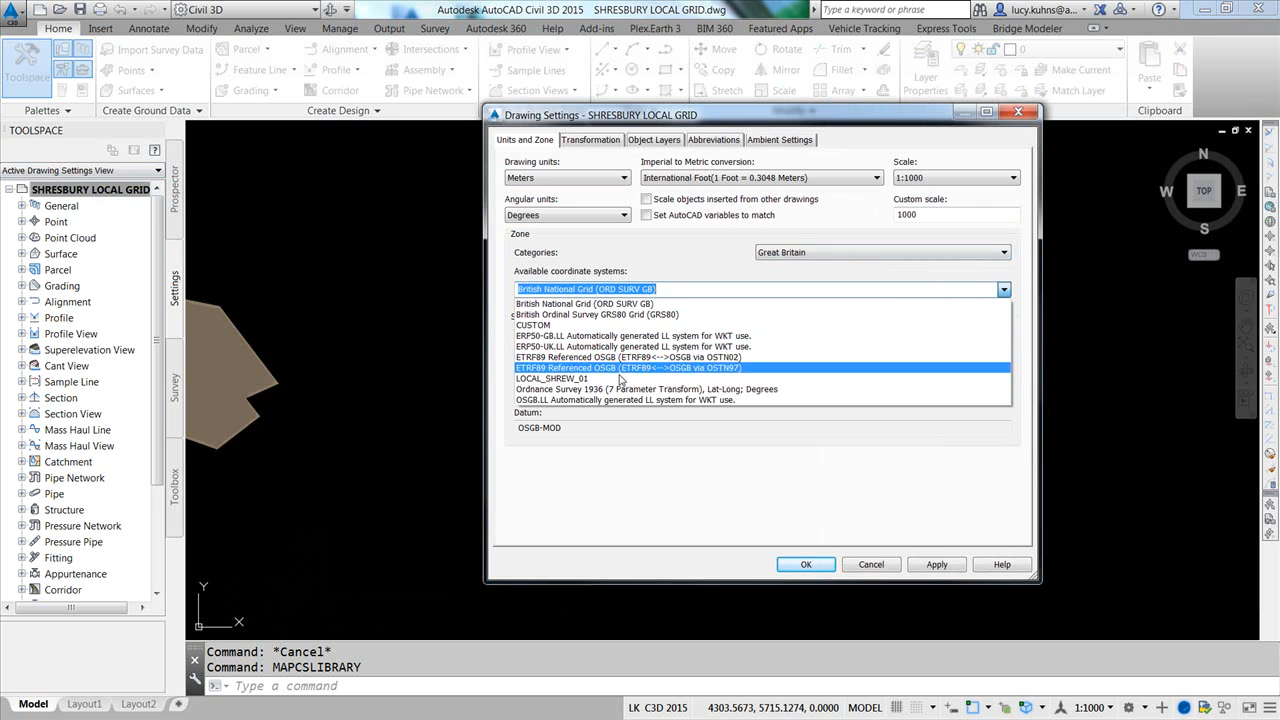 Civil 3D
Autodesk AutoCAD Civil 3D 2015 SHRESBURY LOCAL GRID.dwg
Type a keyword or phrase
lucy.kuhns@a...
Home Insert Annotate Modify Analyze View Manage Output Survey Autodesk 360 Help Add-ins Plex.Earth 3 BIM 360 Featured Apps Vehicle Tracking Express Tools Bridge Modeler
Toolspace
Import Survey Data
Points
Surfaces
Parcel
Feature Line
Grading
Alignment
Profile
Corridor
Intersections
Assembly
Pipe Network
Profile View
Sample Lines
Move
Copy
Stretch
Rotate
Mirror
Scale
Trim
Fillet
Array
Layer
Properties
0
Make Current
Match Layer
Paste
Palettes
Create Ground Data
Create Design
Modify
Layers
Clipboard
TOOLSPACE
Active Drawing Settings View
SHRESBURY LOCAL GRID
General
Point
Point Cloud
Surface
Parcel
Grading
Alignment
Profile
Profile View
Superelevation View
Cant View
Sample Line
Section
Section View
Mass Haul Line
Mass Haul View
Catchment
Pipe Network
Pipe
Structure
Pressure Network
Pressure Pipe
Fitting
Appurtenance
Corridor
Prospector
Settings
Survey
Toolbox
Drawing Settings - SHRESBURY LOCAL GRID
Units and Zone Transformation Object Layers Abbreviations Ambient Settings
Drawing units:
Imperial to Metric conversion:
Scale:
Meters
International Foot(1 Foot = 0.3048 Meters)
1:1000
Angular units:
Scale objects inserted from other drawings
Custom scale:
Degrees
Set AutoCAD variables to match
1000
Zone
Categories:
Great Britain
Available coordinate systems:
British National Grid (ORD SURV GB)
British National Grid (ORD SURV GB)
British Ordinal Survey GRS80 Grid (GRS80)
CUSTOM
ERP50-GB.LL Automatically generated LL system for WKT use.
ERP50-UK.LL Automatically generated LL system for WKT use.
ETRF89 Referenced OSGB (ETRF89<-->OSGB via OSTN02)
ETRF89 Referenced OSGB (ETRF89<-->OSGB via OSTN97)
LOCAL_SHREW_01
Ordnance Survey 1936 (7 Parameter Transform), Lat-Long; Degrees
OSGB.LL Automatically generated LL system for WKT use.
Datum:
OSGB-MOD
OK
Cancel
Apply
Help
N
W
TOP
E
S
WCS
Y
X
Command: *Cancel*
Command: MAPCSLIBRARY
Type a command
Model Layout1 Layout2
LK C3D 2015 4303.5673, 5715.1274, 0.0000 MODEL
1:1000